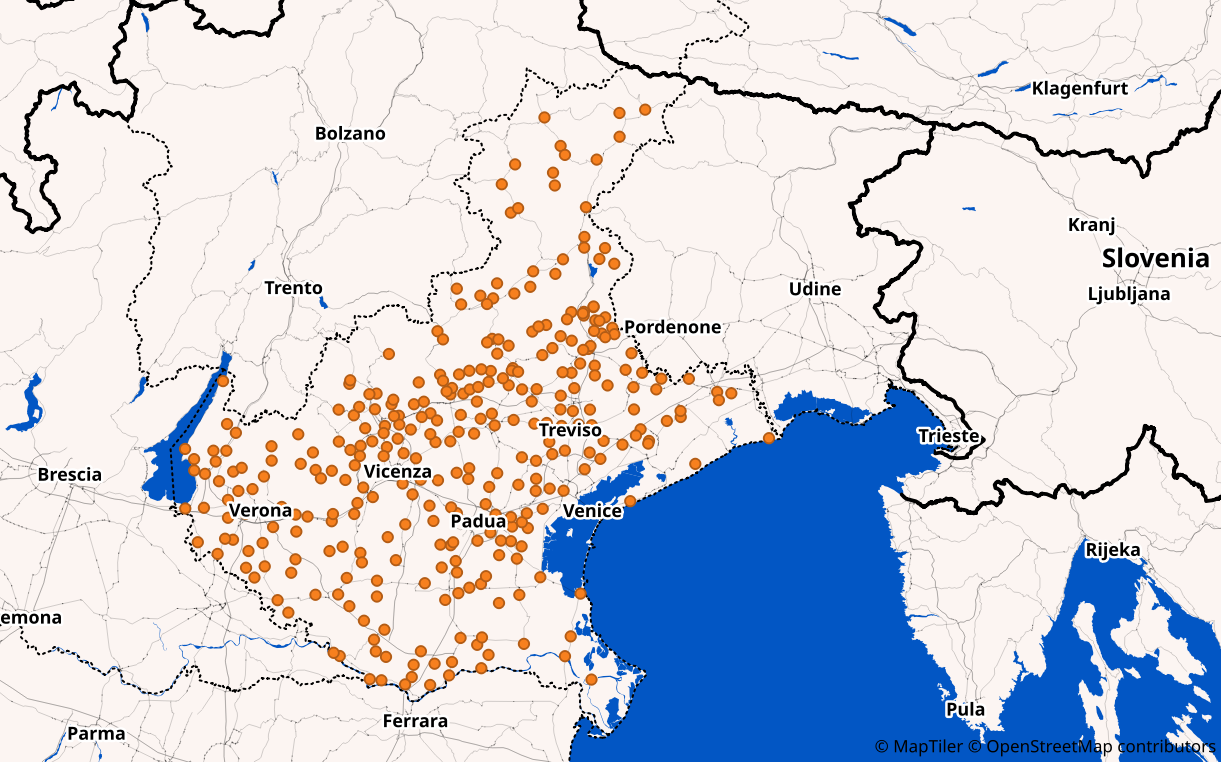 Klagenfurt
Bolzano
Kranj
Slovenia
Trento
Udine
Ljubljana
Pordenone
Treviso
Trieste
Brescia
Vicenza
Verona
Venice
Padua
Rijeka
emona
Pula
Ferrara
Parma
© MapTiler © OpenStreetMap contributors